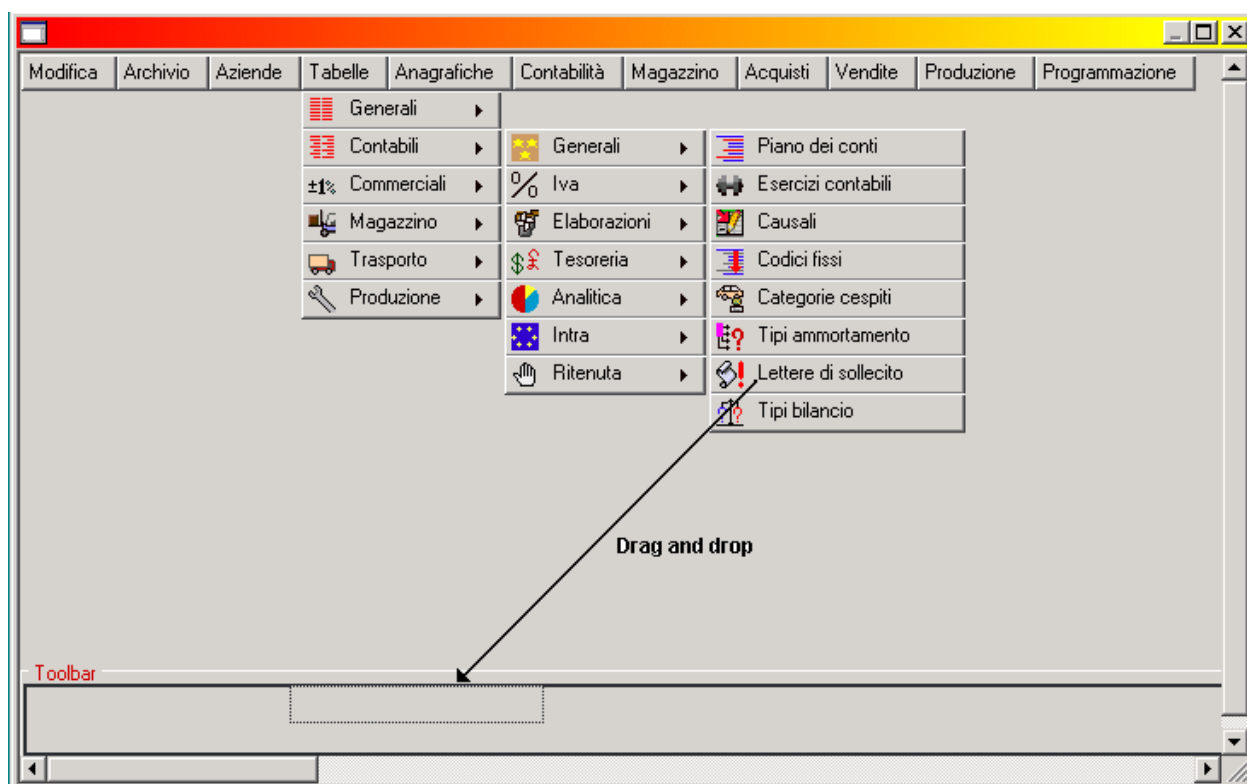 Modifica Archivio Aziende Tabelle Anagrafiche Contabilità Magazzino Acquisti Vendite Produzione Programmazione
Generali
Contabili Generali Piano dei conti
±1% Commerciali % Iva Esercizi contabili
Magazzino Elaborazioni Causali
Trasporto $£ Tesoreria Codici fissi
Produzione Analitica Categorie cespiti
Intra Tipi ammortamento
Ritenuta Lettere di sollecito
Tipi bilancio
Drag and drop
Toolbar